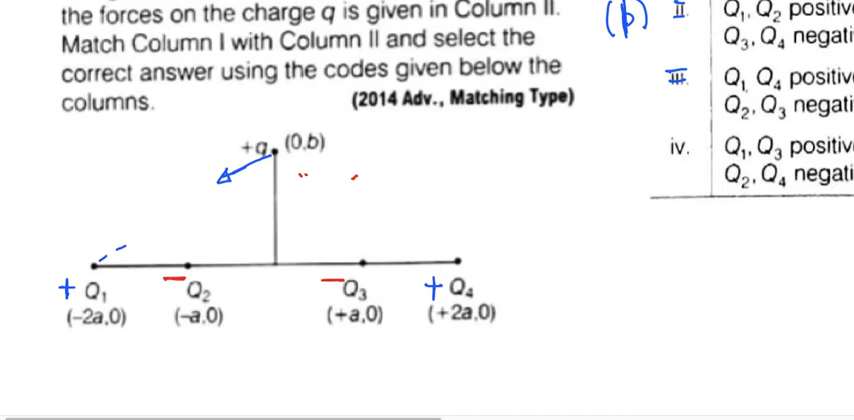 the forces on the charge q is given in Column II.
Match Column I with Column II and select the
correct answer using the codes given below the
columns.
(2014 Adv., Matching Type)
(b) II. Q₁, Q₂ positiv
Q₃, Q₄ negati
III. Q₁ Q₄ positiv
Q₂, Q₃ negati
iv. Q₁, Q₃ positiv
Q₂, Q₄ negati
+q (0,b)
+ Q₁ − Q₂ − Q₃ + Q₄
(-2a,0) (-a,0) (+a,0) (+2a,0)